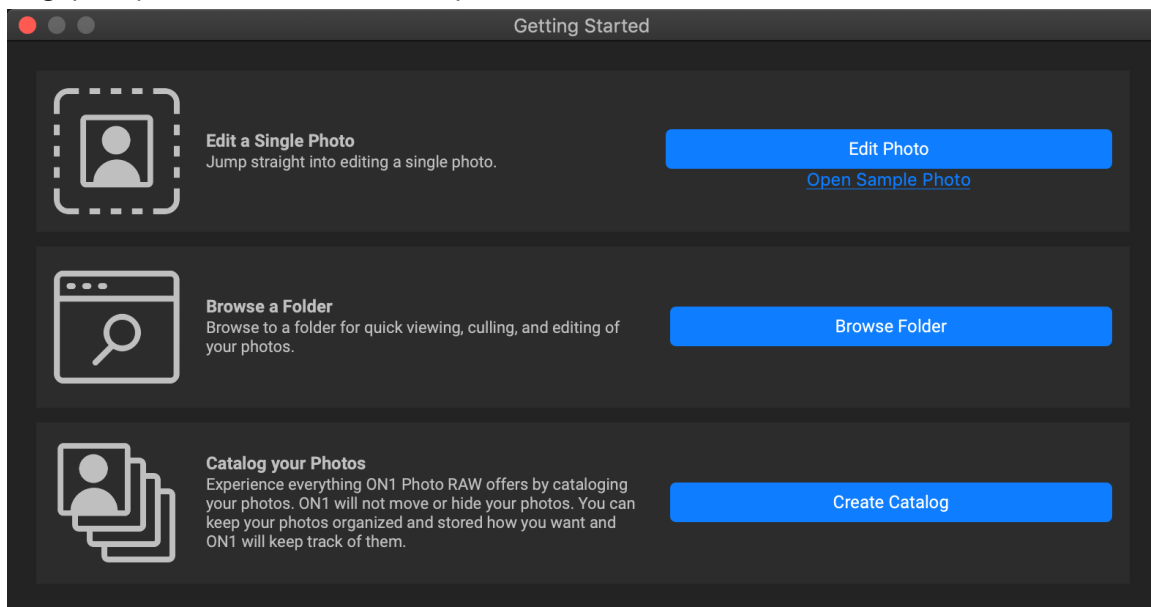 Getting Started
Edit a Single Photo
Jump straight into editing a single photo.
Edit Photo
Open Sample Photo
Browse a Folder
Browse to a folder for quick viewing, culling, and editing of
your photos.
Browse Folder
Catalog your Photos
Experience everything ON1 Photo RAW offers by cataloging
your photos. ON1 will not move or hide your photos. You can
keep your photos organized and stored how you want and
ON1 will keep track of them.
Create Catalog